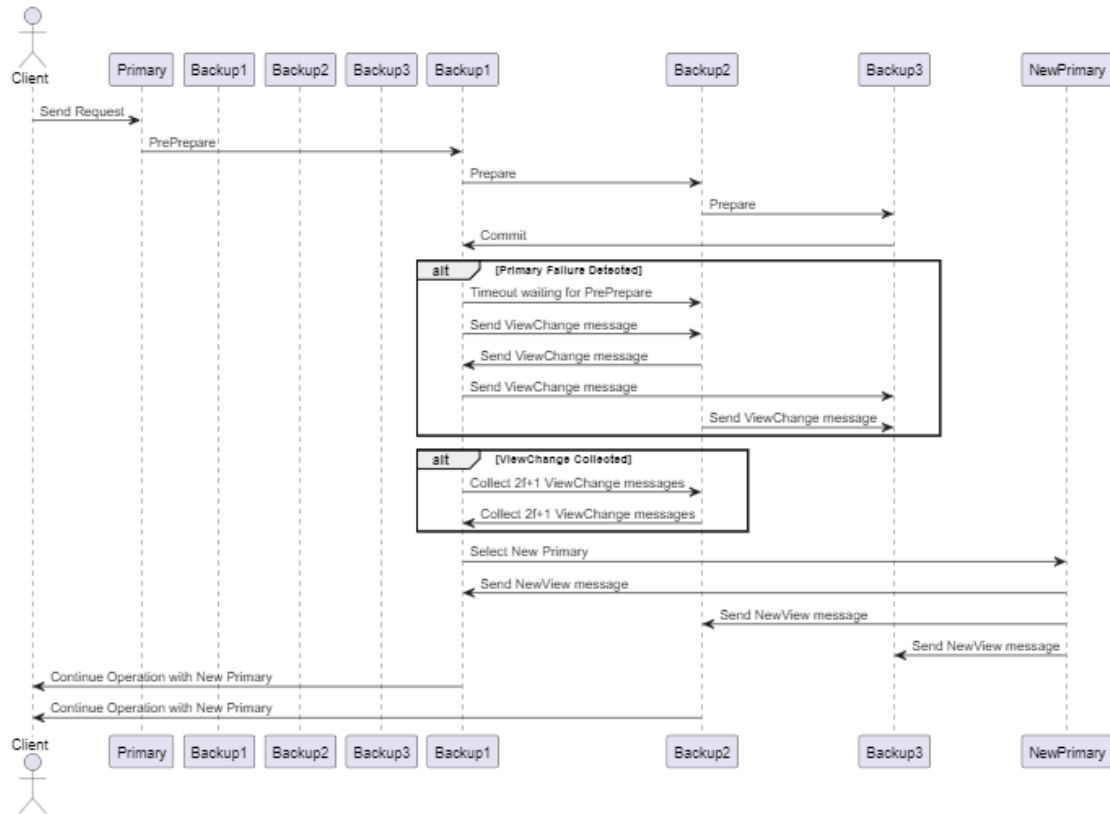 Client
Primary
Backup1
Backup2
Backup3
Backup1
Backup2
Backup3
NewPrimary
Send Request
PrePrepare
Prepare
Prepare
Commit
alt [Primary Failure Detected]
Timeout waiting for PrePrepare
Send ViewChange message
Send ViewChange message
Send ViewChange message
Send ViewChange message
alt [ViewChange Collected]
Collect 2f+1 ViewChange messages
Collect 2f+1 ViewChange messages
Select New Primary
Send NewView message
Send NewView message
Send NewView message
Continue Operation with New Primary
Continue Operation with New Primary
Client
Primary
Backup1
Backup2
Backup3
Backup1
Backup2
Backup3
NewPrimary